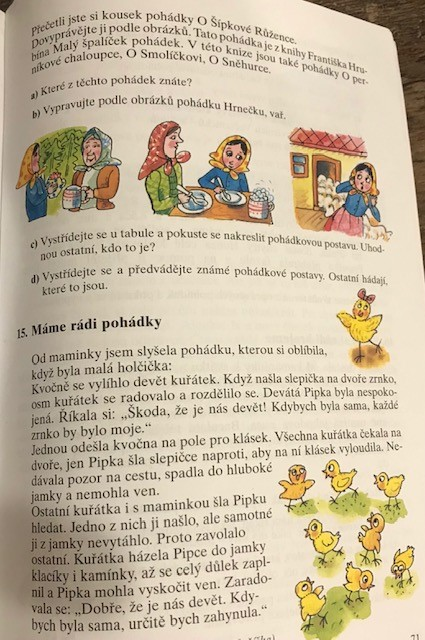 Přečetli jste si kousek pohádky O Šípkové Růžence.
Dovyprávějte ji podle obrázků. Tato pohádka je z knihy Františka Hru-
bína Malý špalíček pohádek. V této knize jsou také pohádky O per-
níkové chaloupce, O Smolíčkovi, O Sněhurce.
a) Které z těchto pohádek znáte?
b) Vypravujte podle obrázků pohádku Hrnečku, vař.
c) Vystřídejte se u tabule a pokuste se nakreslit pohádkovou postavu. Uhod-
nou ostatní, kdo to je?
d) Vystřídejte se a předvádějte známé pohádkové postavy. Ostatní hádají,
které to jsou.
15. Máme rádi pohádky
Od maminky jsem slyšela pohádku, kterou si oblíbila,
když byla malá holčička:
Kvočně se vylíhlo devět kuřátek. Když našla slepička na dvoře zrnko,
osm kuřátek se radovalo a rozdělilo se. Devátá Pipka byla nespoko-
jená. Říkala si: „Škoda, že je nás devět! Kdybych byla sama, každé
zrnko by bylo moje.“
Jednou odešla kvočna na pole pro klásek. Všechna kuřátka čekala na
dvoře, jen Pipka šla slepičce naproti, aby na ní klásek vyloudila. Ne-
dávala pozor na cestu, spadla do hluboké
jamky a nemohla ven.
Ostatní kuřátka i s maminkou šla Pipku
hledat. Jedno z nich ji našlo, ale samotné
ji z jamky nevytáhlo. Proto zavolalo
ostatní. Kuřátka házela Pipce do jamky
klacíky i kamínky, až se celý důlek zapl-
nil a Pipka mohla vyskočit ven. Zarado-
vala se: „Dobře, že je nás devět. Kdy-
bych byla sama, určitě bych zahynula.“
71